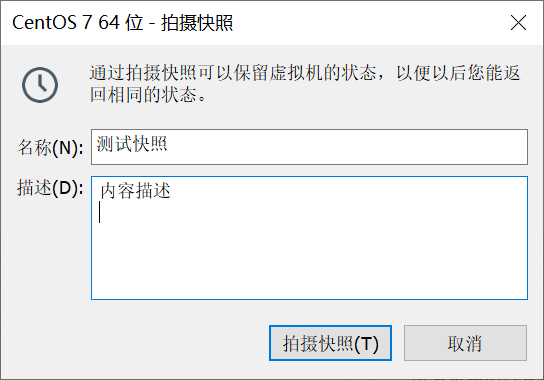 CentOS 7 64 位 - 拍摄快照
通过拍摄快照可以保留虚拟机的状态，以便以后您能返
回相同的状态。
名称(N): 测试快照
描述(D): 内容描述
拍摄快照(T) 取消